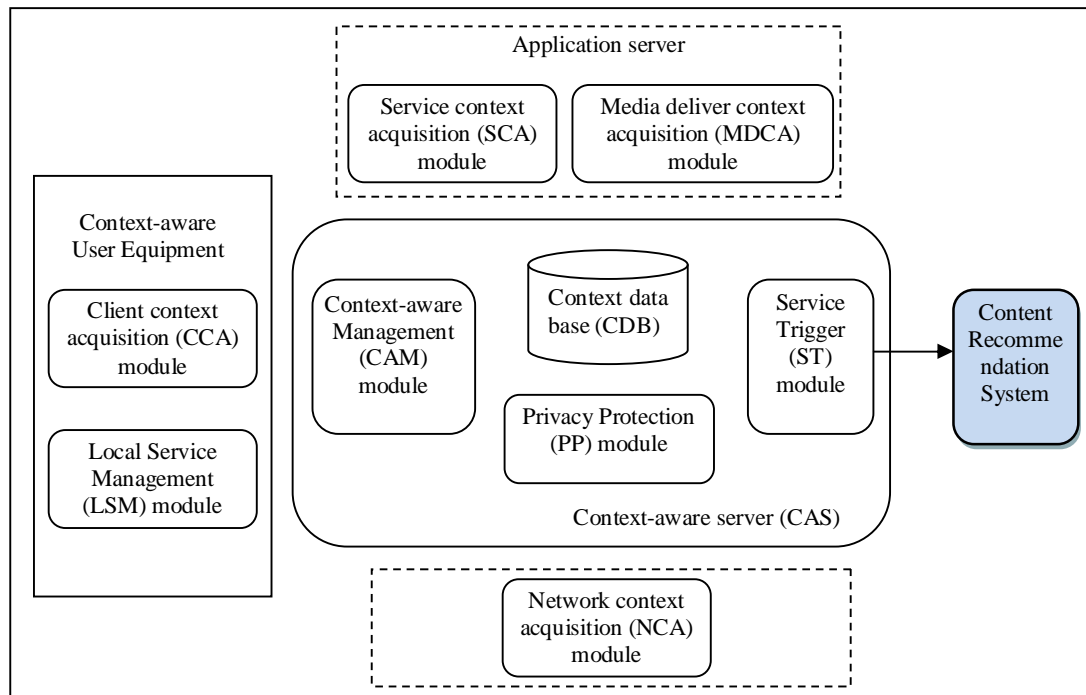 Application server
Service context
acquisition (SCA)
module
Media deliver context
acquisition (MDCA)
module
Context-aware
User Equipment
Client context
acquisition (CCA)
module
Local Service
Management
(LSM) module
Context-aware
Management
(CAM)
module
Context data
base (CDB)
Privacy Protection
(PP) module
Service
Trigger
(ST)
module
Context-aware server (CAS)
Content
Recomme
ndation
System
Network context
acquisition (NCA)
module